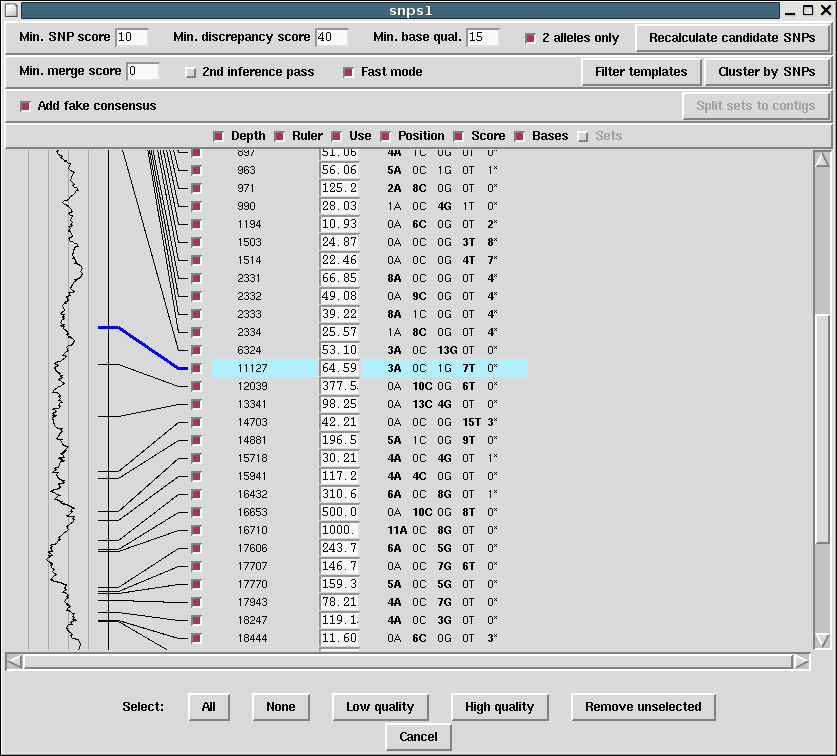 snps1
Min. SNP score 10 Min. discrepancy score 40 Min. base qual. 15 2 alleles only Recalculate candidate SNPs
Min. merge score 0 2nd inference pass Fast mode Filter templates Cluster by SNPs
Add fake consensus Split sets to contigs
Depth Ruler Use Position Score Bases Sets
897 51.06 4A 1C 0G 0T 0*
963 56.06 5A 0C 1G 0T 1*
971 125.2 2A 8C 0G 0T 0*
990 28.03 1A 0C 4G 1T 0*
1194 10.93 0A 6C 0G 0T 2*
1503 24.87 0A 0C 0G 3T 8*
1514 22.46 0A 0C 0G 4T 7*
2331 66.85 8A 0C 0G 0T 4*
2332 49.08 0A 9C 0G 0T 4*
2333 39.22 8A 1C 0G 0T 4*
2334 25.57 1A 8C 0G 0T 4*
6324 53.10 3A 0C 13G 0T 0*
11127 64.59 3A 0C 1G 7T 0*
12039 377.5 0A 10C 0G 6T 0*
13341 98.25 0A 13C 4G 0T 0*
14703 42.21 0A 0C 0G 15T 3*
14881 196.5 5A 1C 0G 9T 0*
15718 30.21 4A 0C 4G 0T 1*
15941 117.2 4A 4C 0G 0T 0*
16432 310.6 6A 0C 8G 0T 1*
16653 500.0 0A 10C 0G 8T 0*
16710 1000. 11A 0C 8G 0T 0*
17606 243.7 6A 0C 5G 0T 0*
17707 146.7 0A 0C 7G 6T 0*
17770 159.3 5A 0C 5G 0T 0*
17943 78.21 4A 0C 7G 0T 0*
18247 119.1 4A 0C 3G 0T 0*
18444 11.60 0A 6C 0G 0T 3*
Select: All None Low quality High quality Remove unselected
Cancel